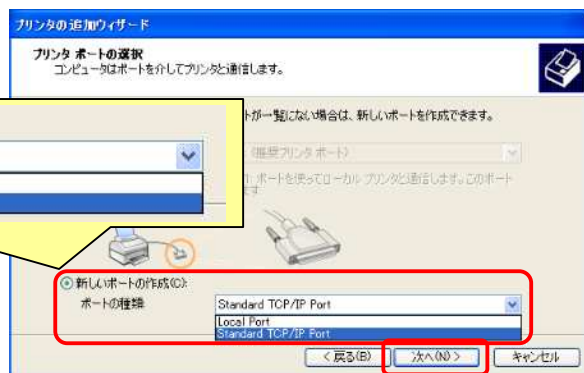 プリンタの追加ウィザード
プリンタ ポートの選択
コンピュータはポートを介してプリンタと通信します。
トが一覧にない場合は、新しいポートを作成できます。
(推奨プリンタ ポート)
ポートを使ってローカル プリンタと通信します。このポート
ます
新しいポートの作成(C):
ポートの種類
Standard TCP/IP Port
Local Port
Standard TCP/IP Port
< 戻る(B)
次へ(N) >
キャンセル